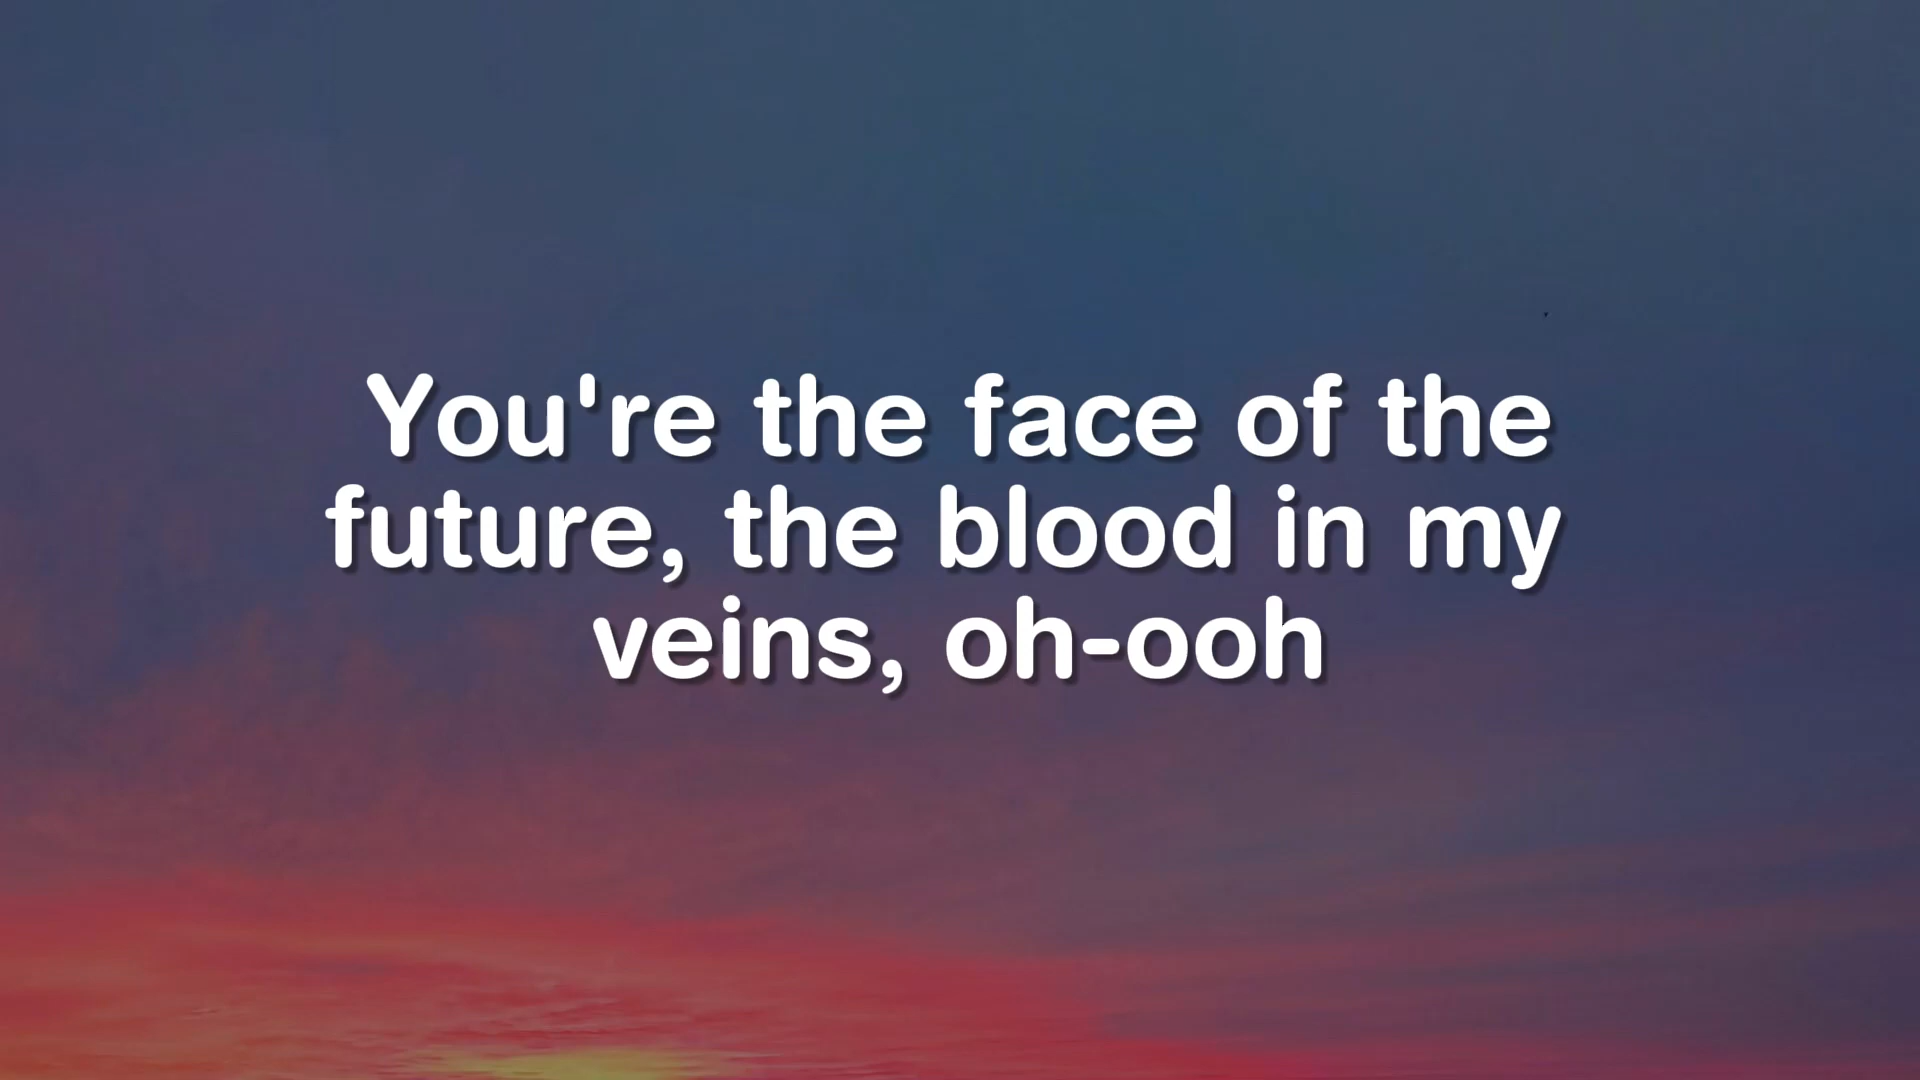 You're the face of the
future, the blood in my
veins, oh-ooh